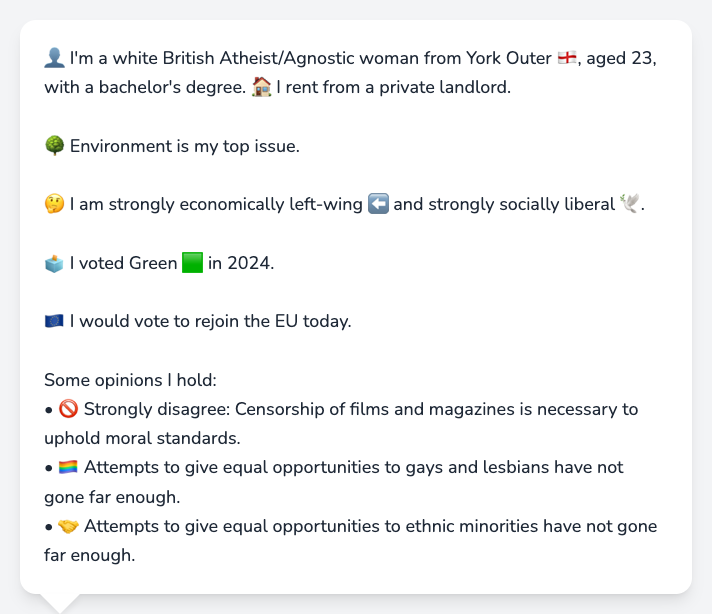 👤 I'm a white British Atheist/Agnostic woman from York Outer 🏴󠁧󠁢󠁥󠁮󠁧󠁿, aged 23,
with a bachelor's degree. 🏠 I rent from a private landlord.
🌳 Environment is my top issue.
🤔 I am strongly economically left-wing ⬅️ and strongly socially liberal 🕊️.
🗳️ I voted Green 🟩 in 2024.
🇪🇺 I would vote to rejoin the EU today.
Some opinions I hold:
• 🚫 Strongly disagree: Censorship of films and magazines is necessary to
uphold moral standards.
• 🏳️‍🌈 Attempts to give equal opportunities to gays and lesbians have not
gone far enough.
• 🤝 Attempts to give equal opportunities to ethnic minorities have not gone
far enough.